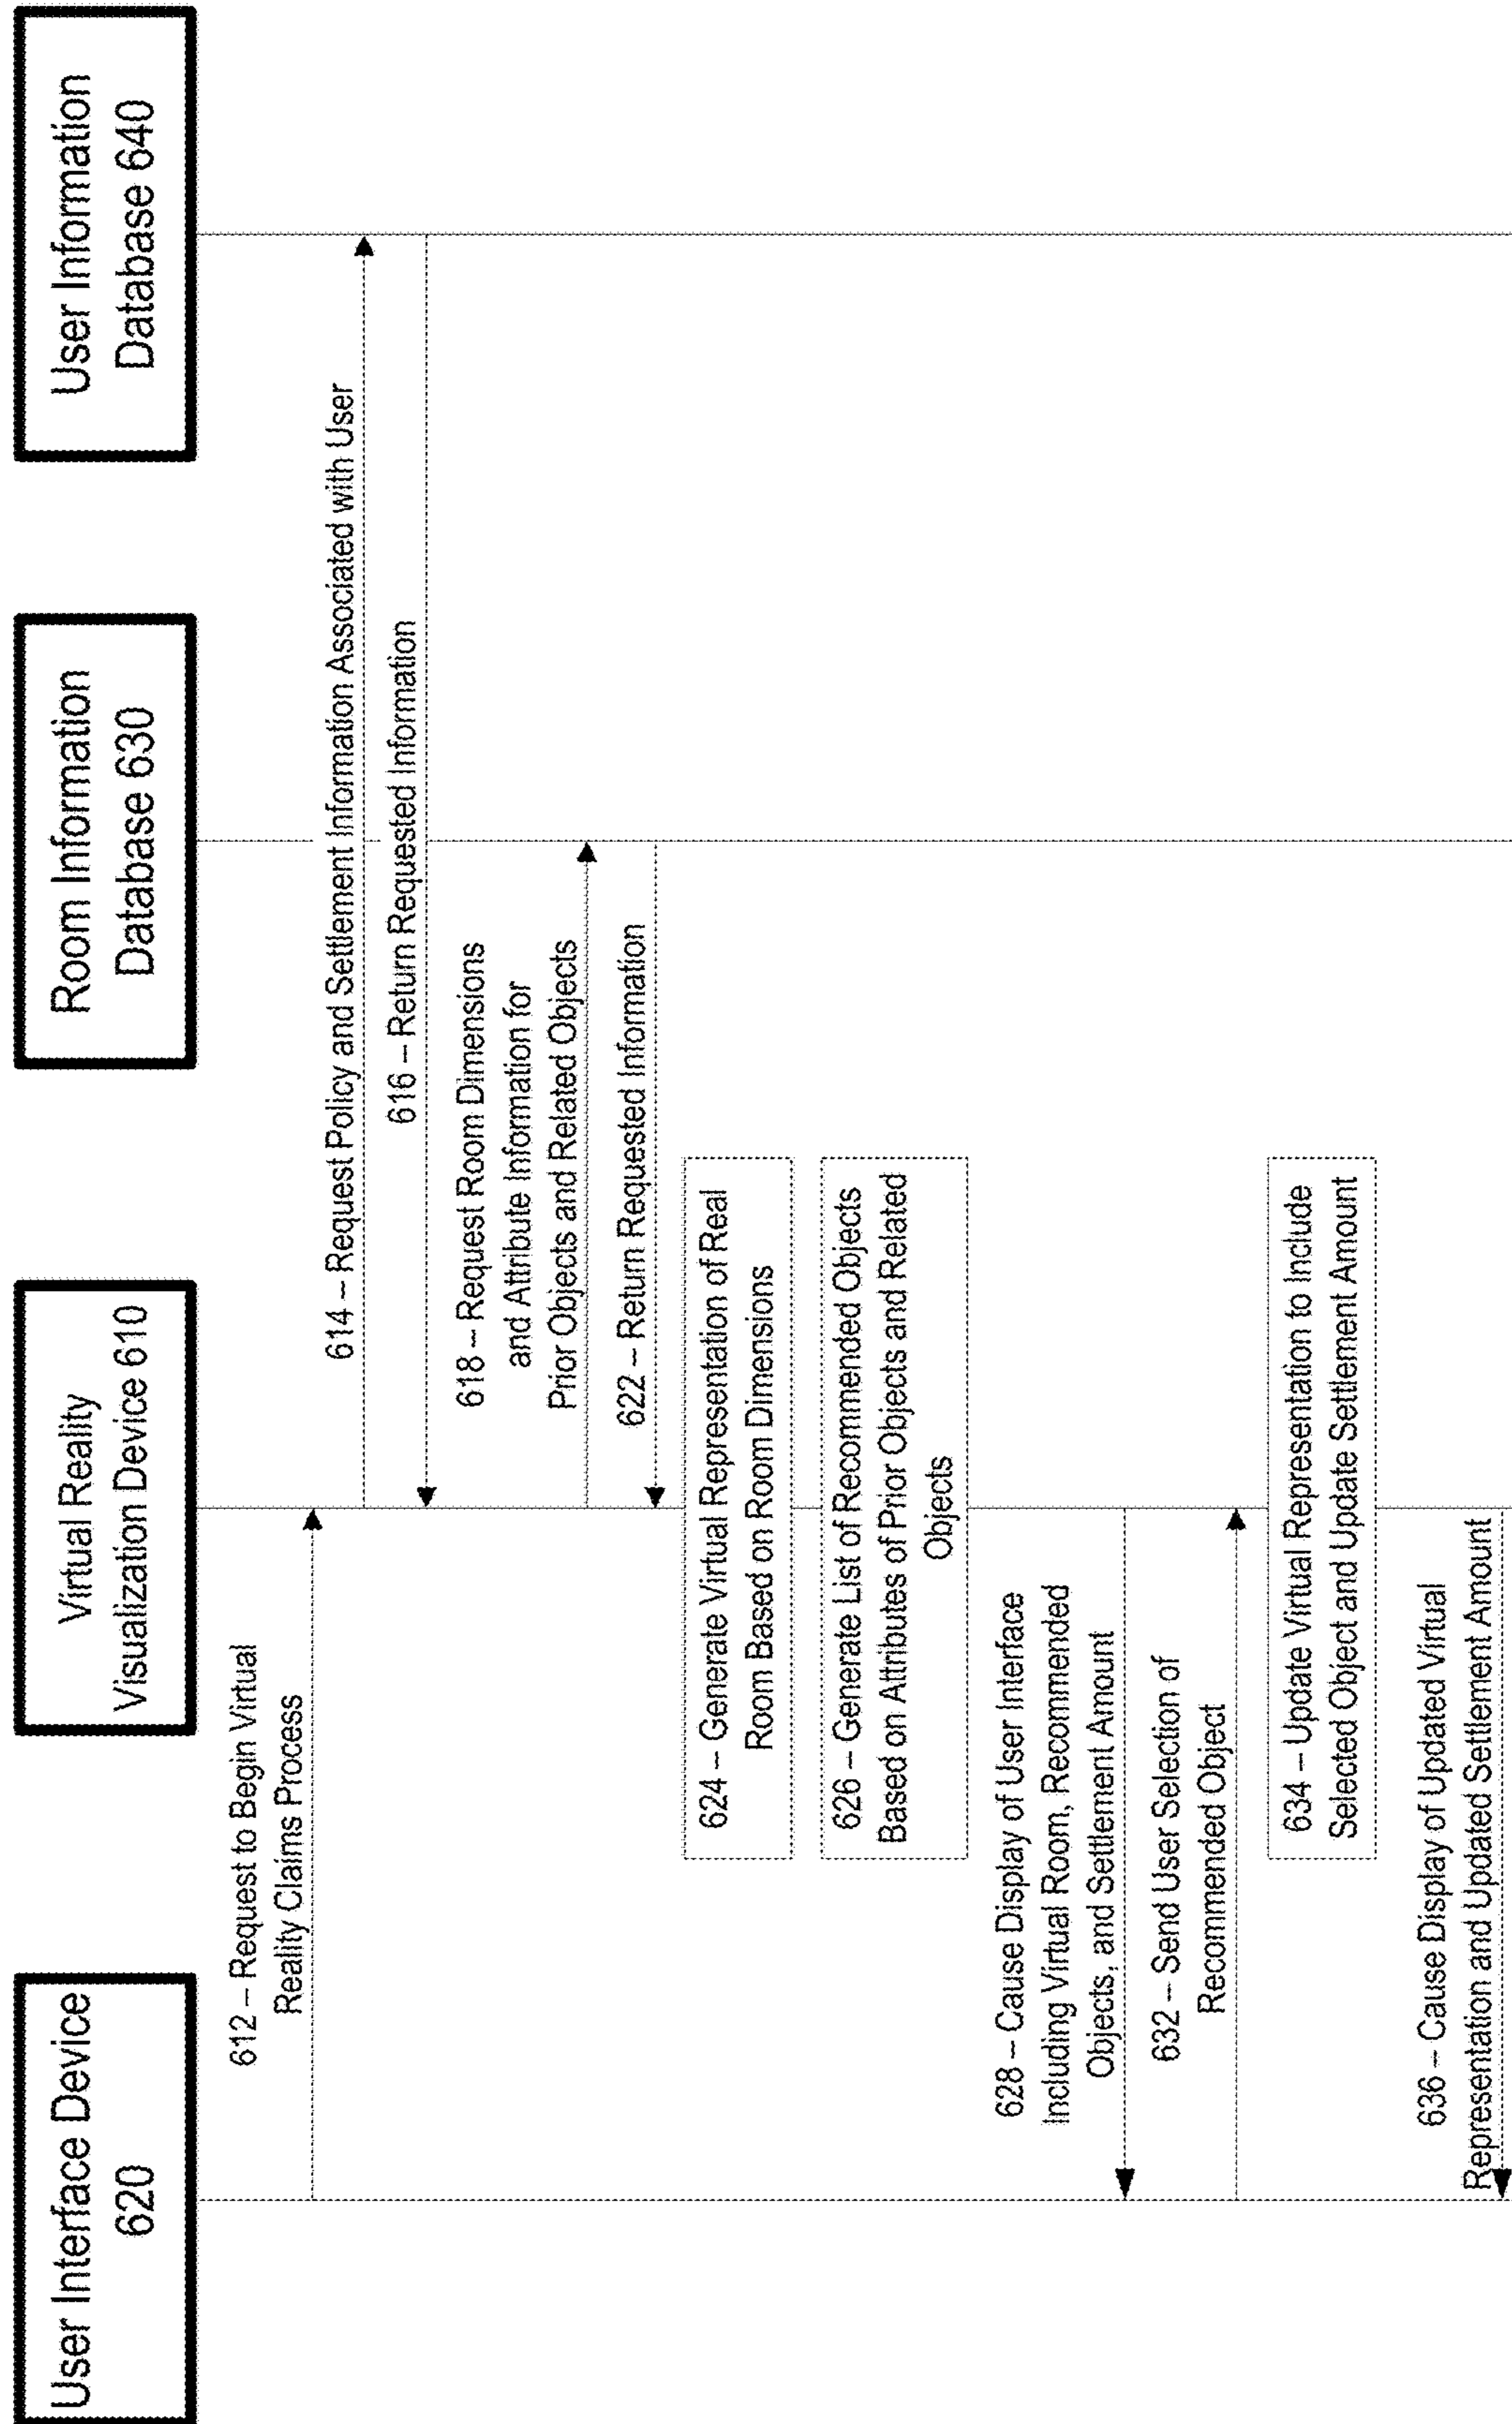 User Interface Device
620
Virtual Reality
Visualization Device 610
Room Information
Database 630
User Information
Database 640
612 – Request to Begin Virtual
Reality Claims Process
614 – Request Policy and Settlement Information Associated with User
616 – Return Requested Information
618 – Request Room Dimensions
and Attribute Information for
Prior Objects and Related Objects
622 – Return Requested Information
624 – Generate Virtual Representation of Real
Room Based on Room Dimensions
626 – Generate List of Recommended Objects
Based on Attributes of Prior Objects and Related
Objects
628 – Cause Display of User Interface
Including Virtual Room, Recommended
Objects, and Settlement Amount
632 – Send User Selection of
Recommended Object
634 – Update Virtual Representation to Include
Selected Object and Update Settlement Amount
636 – Cause Display of Updated Virtual
Representation and Updated Settlement Amount